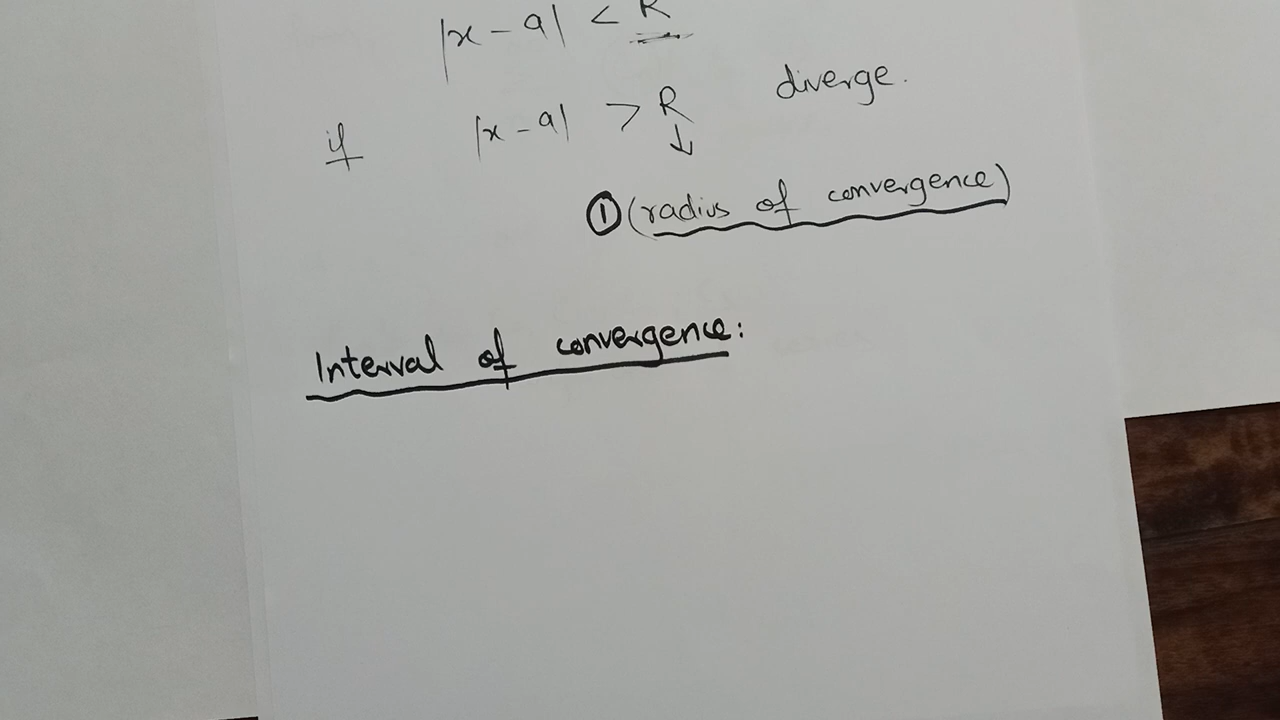 |x - a| < R
if |x - a| > R diverge.
↓
① (radius of convergence)
Interval of convergence: